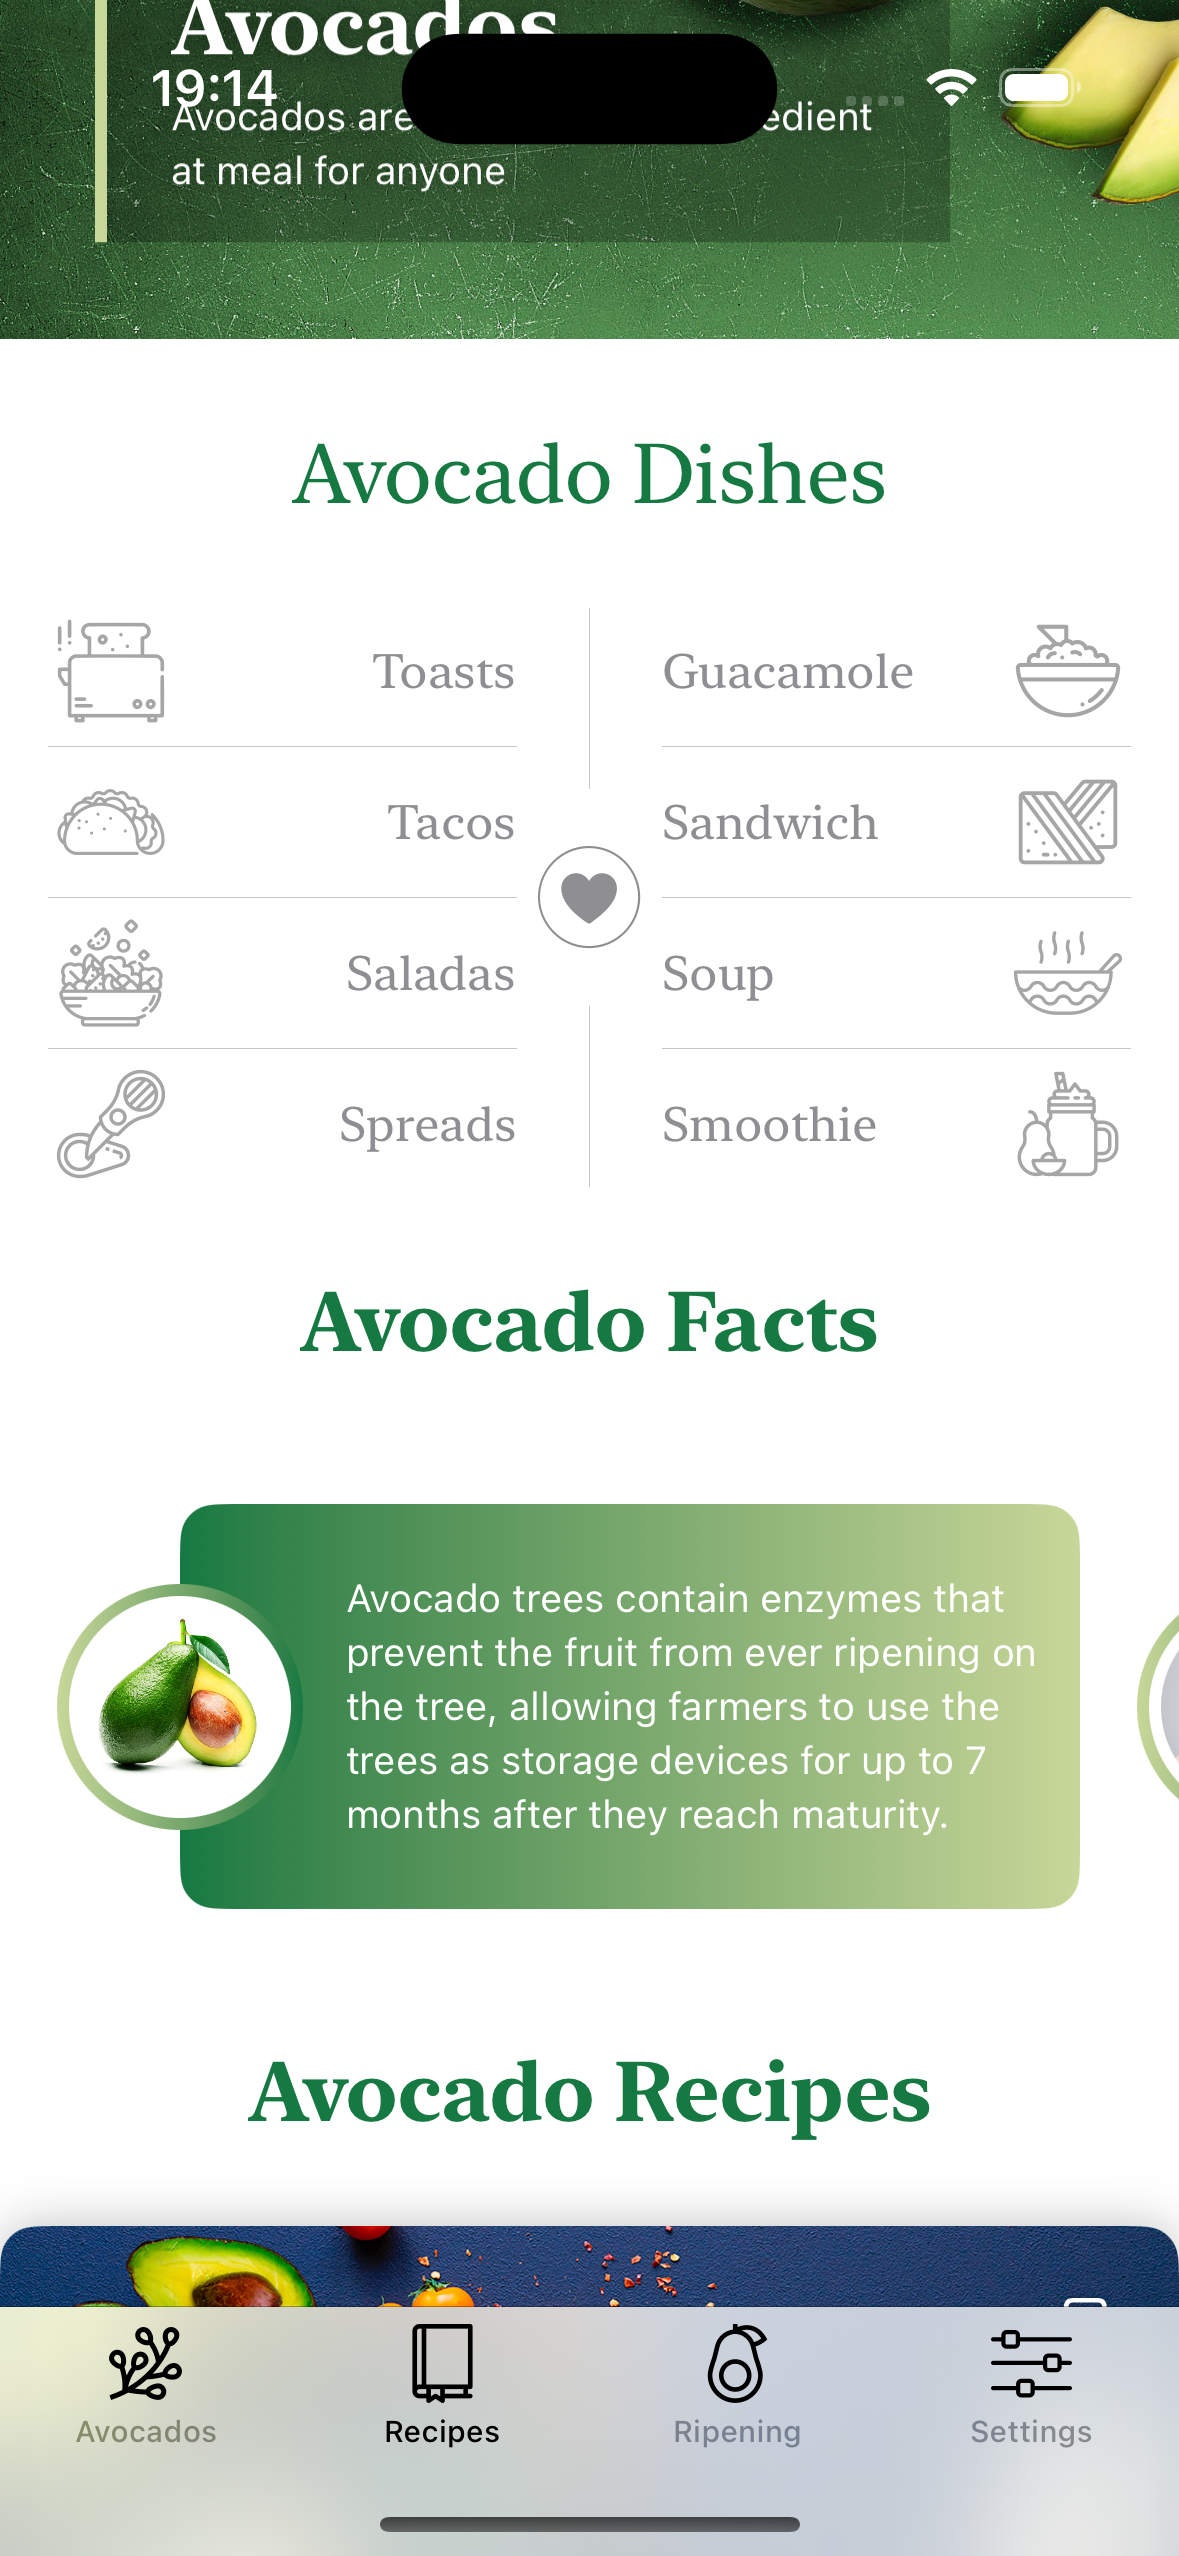 Avocados
19:14
Avocados are edient
at meal for anyone
Avocado Dishes
Toasts
Guacamole
Tacos
Sandwich
Saladas
Soup
Spreads
Smoothie
Avocado Facts
Avocado trees contain enzymes that
prevent the fruit from ever ripening on
the tree, allowing farmers to use the
trees as storage devices for up to 7
months after they reach maturity.
Avocado Recipes
Avocados
Recipes
Ripening
Settings